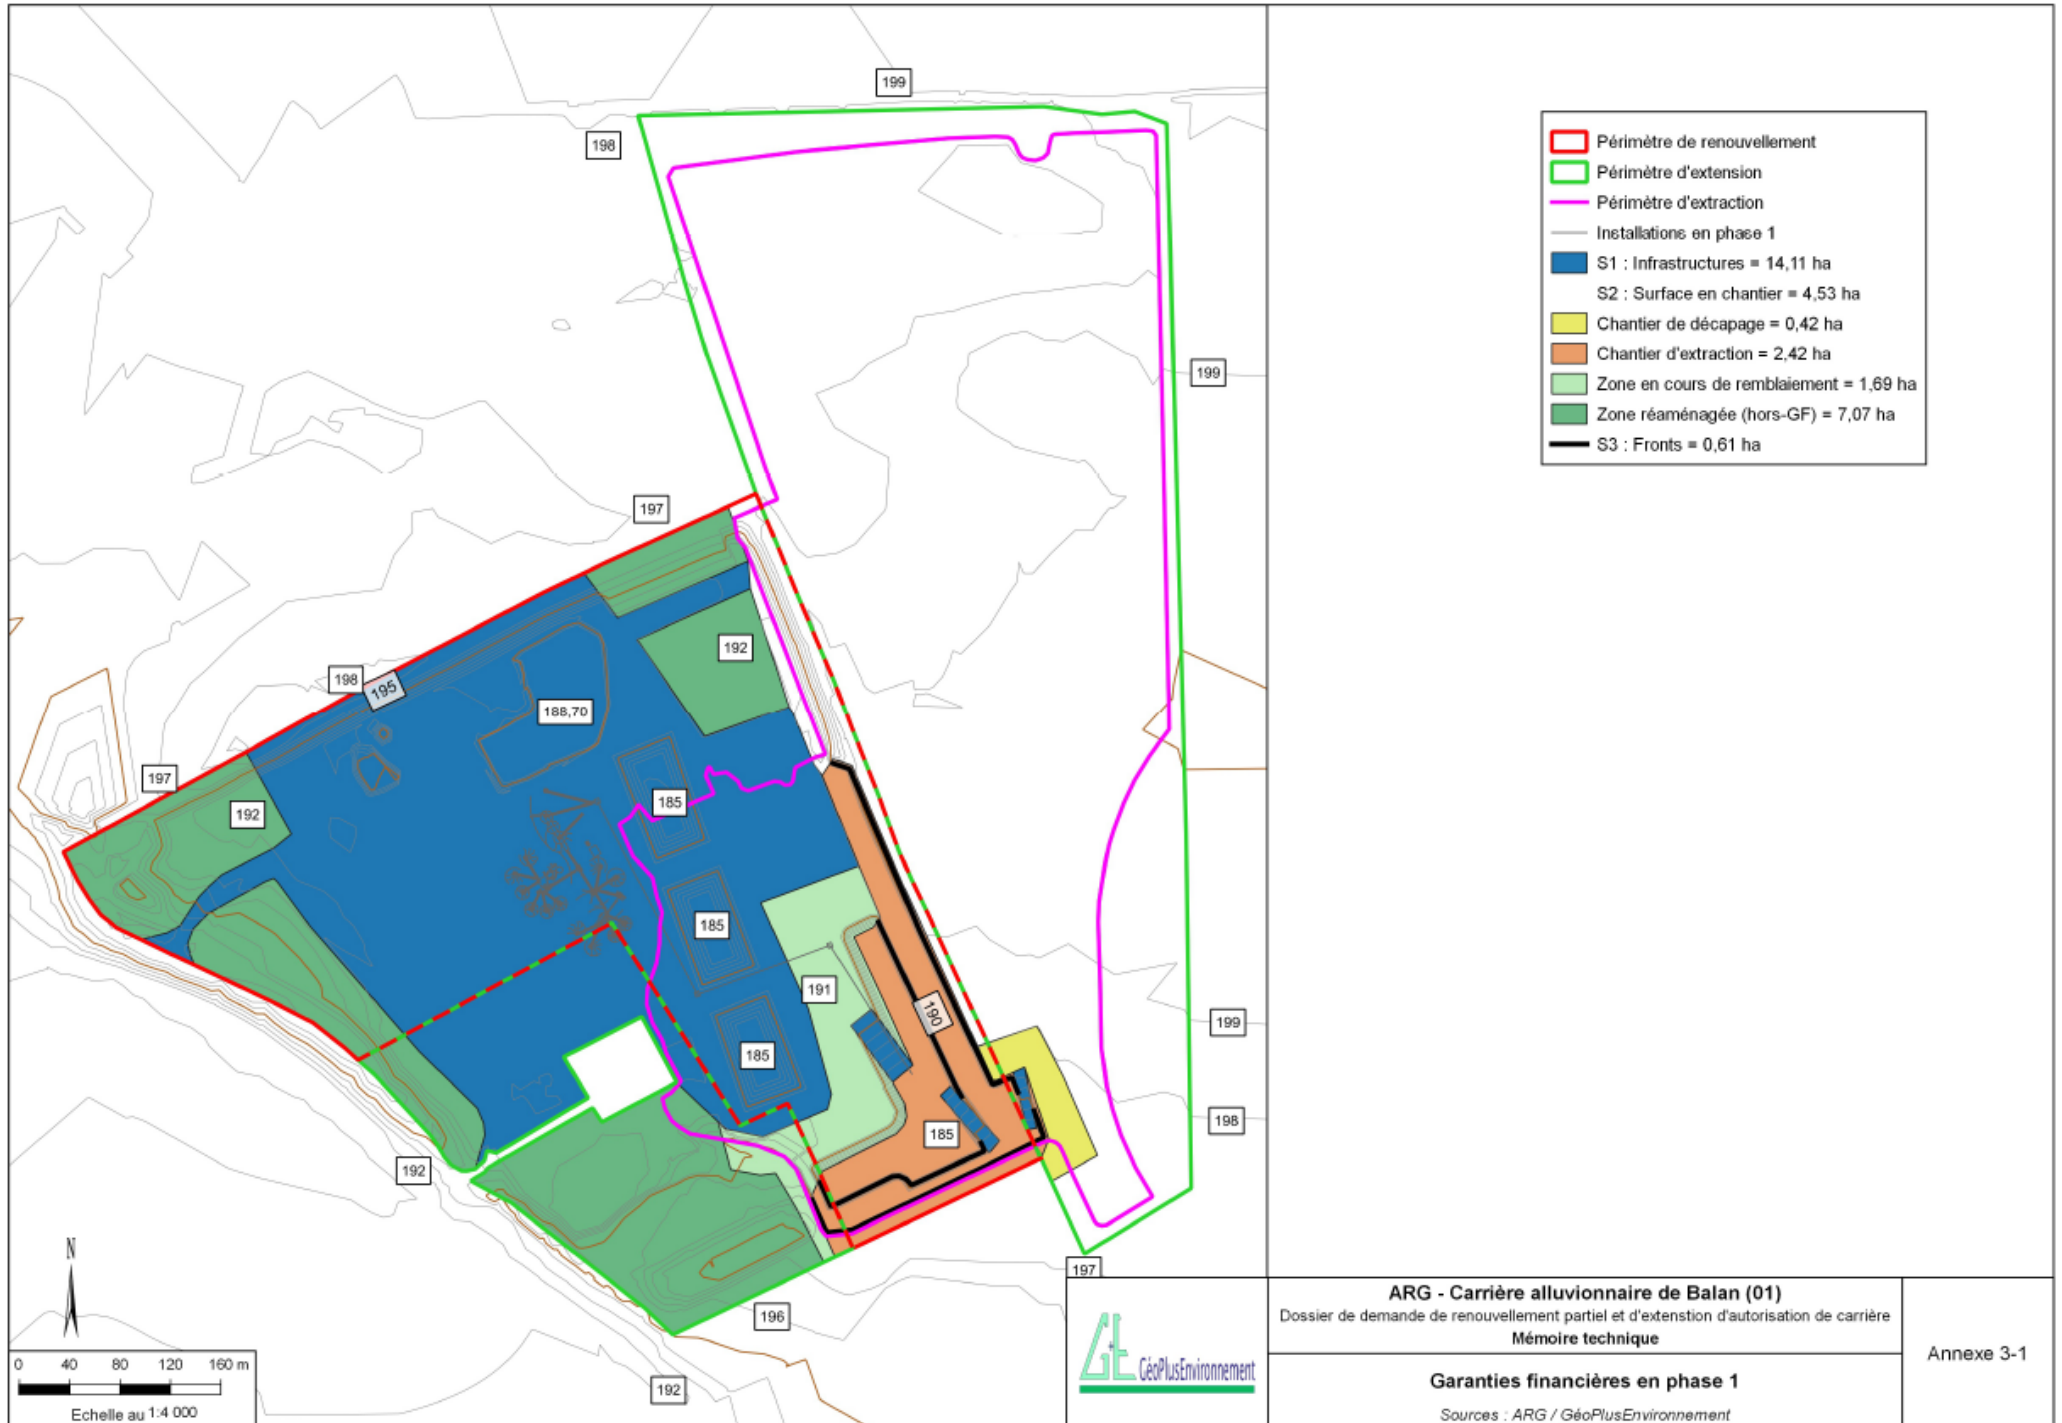 199
198
Périmètre de renouvellement
Périmètre d'extension
Périmètre d'extraction
Installations en phase 1
S1 : Infrastructures = 14,11 ha
S2 : Surface en chantier = 4,53 ha
Chantier de décapage = 0,42 ha
Chantier d'extraction = 2,42 ha
Zone en cours de remblaiement = 1,69 ha
Zone réaménagée (hors-GF) = 7,07 ha
S3 : Fronts = 0,61 ha
199
197
192
198
195
188,70
197
185
192
185
191
190
199
185
198
185
192
197
196
192
N
0 40 80 120 160 m
Echelle au 1:4 000
G+E GéoPlusEnvironnement
ARG - Carrière alluvionnaire de Balan (01)
Dossier de demande de renouvellement partiel et d'extenstion d'autorisation de carrière
Mémoire technique
Garanties financières en phase 1
Sources : ARG / GéoPlusEnvironnement
Annexe 3-1